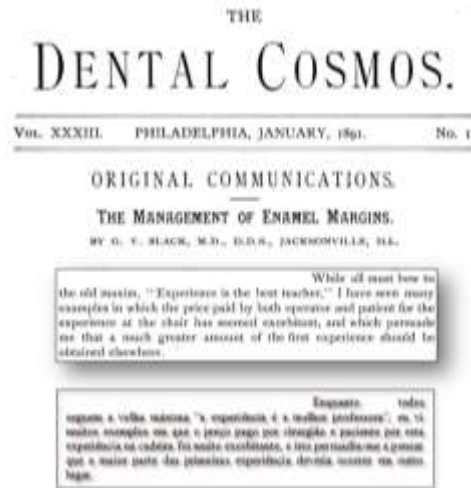 THE
DENTAL COSMOS.
VOL. XXXIII. PHILADELPHIA, JANUARY, 1891. No. 1
ORIGINAL COMMUNICATIONS.
THE MANAGEMENT OF ENAMEL MARGINS.
BY G. V. BLACK, M.D., D.D.S., JACKSONVILLE, ILL.
While all must bow to
the old maxim, "Experience is the best teacher," I have seen many
examples in which the price paid by both operator and patient for the
experience at the chair has seemed exorbitant, and which persuade
me that a much greater amount of the first experience should be
obtained elsewhere.
Enquanto todos
seguem a velha máxima "a experiência é a melhor professora", eu vi
muitos exemplos em que o preço pago por cirurgião e paciente por esta
experiência na cadeira foi muito exorbitante, e isto persuadiu-me a pensar
que a maior parte das primeiras experiência deveria ocorrer em outro
lugar.